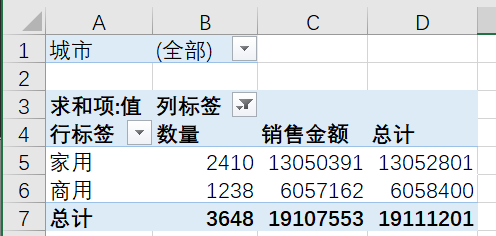 A B C D
1 城市 (全部)
2
3 求和项:值 列标签
4 行标签 数量 销售金额 总计
5 家用 2410 13050391 13052801
6 商用 1238 6057162 6058400
7 总计 3648 19107553 19111201